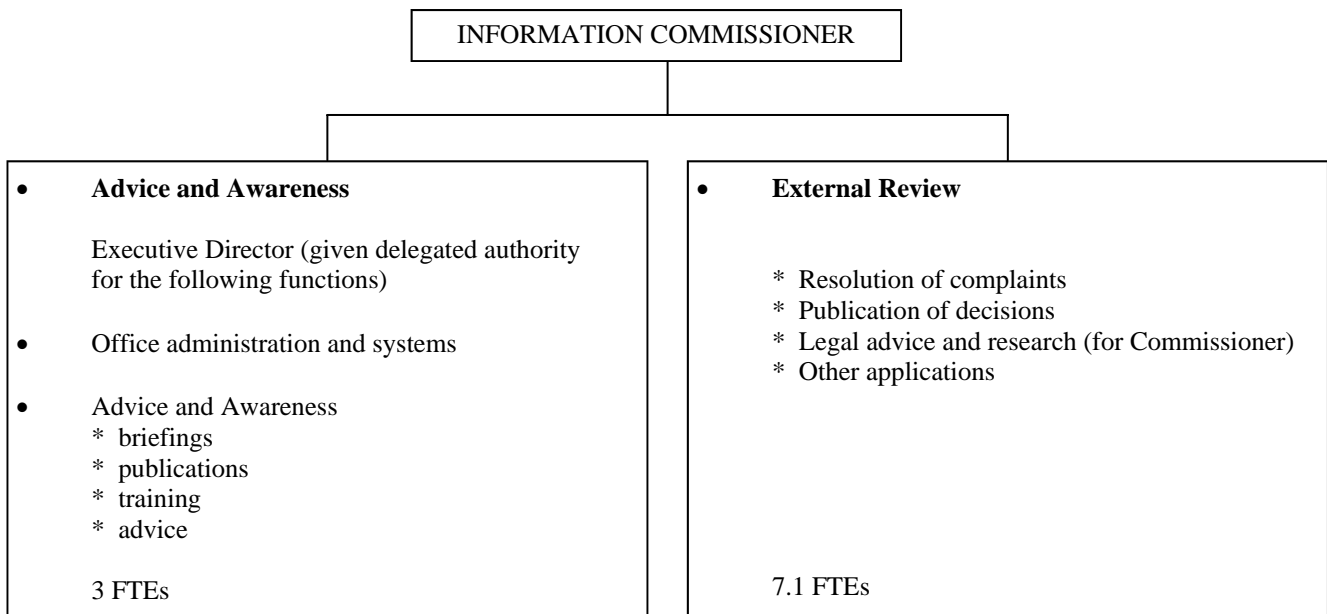 INFORMATION COMMISSIONER
• Advice and Awareness
Executive Director (given delegated authority
for the following functions)
• Office administration and systems
• Advice and Awareness
* briefings
* publications
* training
* advice
3 FTEs
• External Review
* Resolution of complaints
* Publication of decisions
* Legal advice and research (for Commissioner)
* Other applications
7.1 FTEs